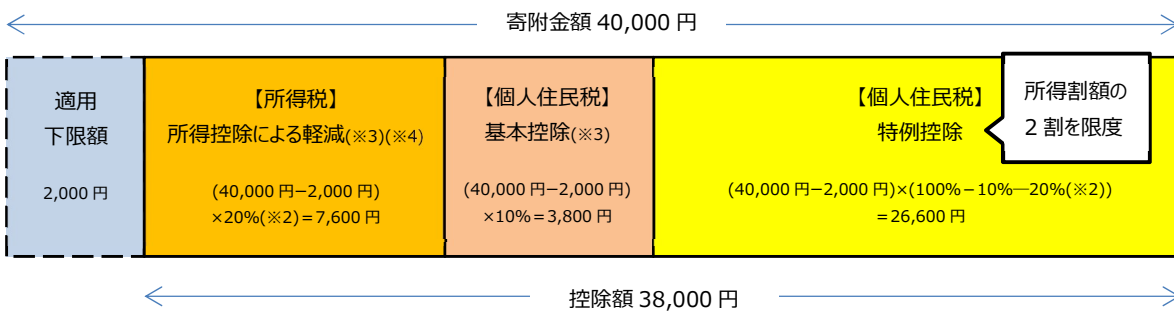 寄附金額 40,000 円
適用
下限額
2,000 円
【所得税】
所得控除による軽減(※3)(※4)
(40,000 円−2,000 円)
×20%(※2)=7,600 円
【個人住民税】
基本控除(※3)
(40,000 円−2,000 円)
×10%=3,800 円
【個人住民税】
特例控除
所得割額の
2 割を限度
(40,000 円−2,000 円)×(100%−10%―20%(※2))
=26,600 円
控除額 38,000 円